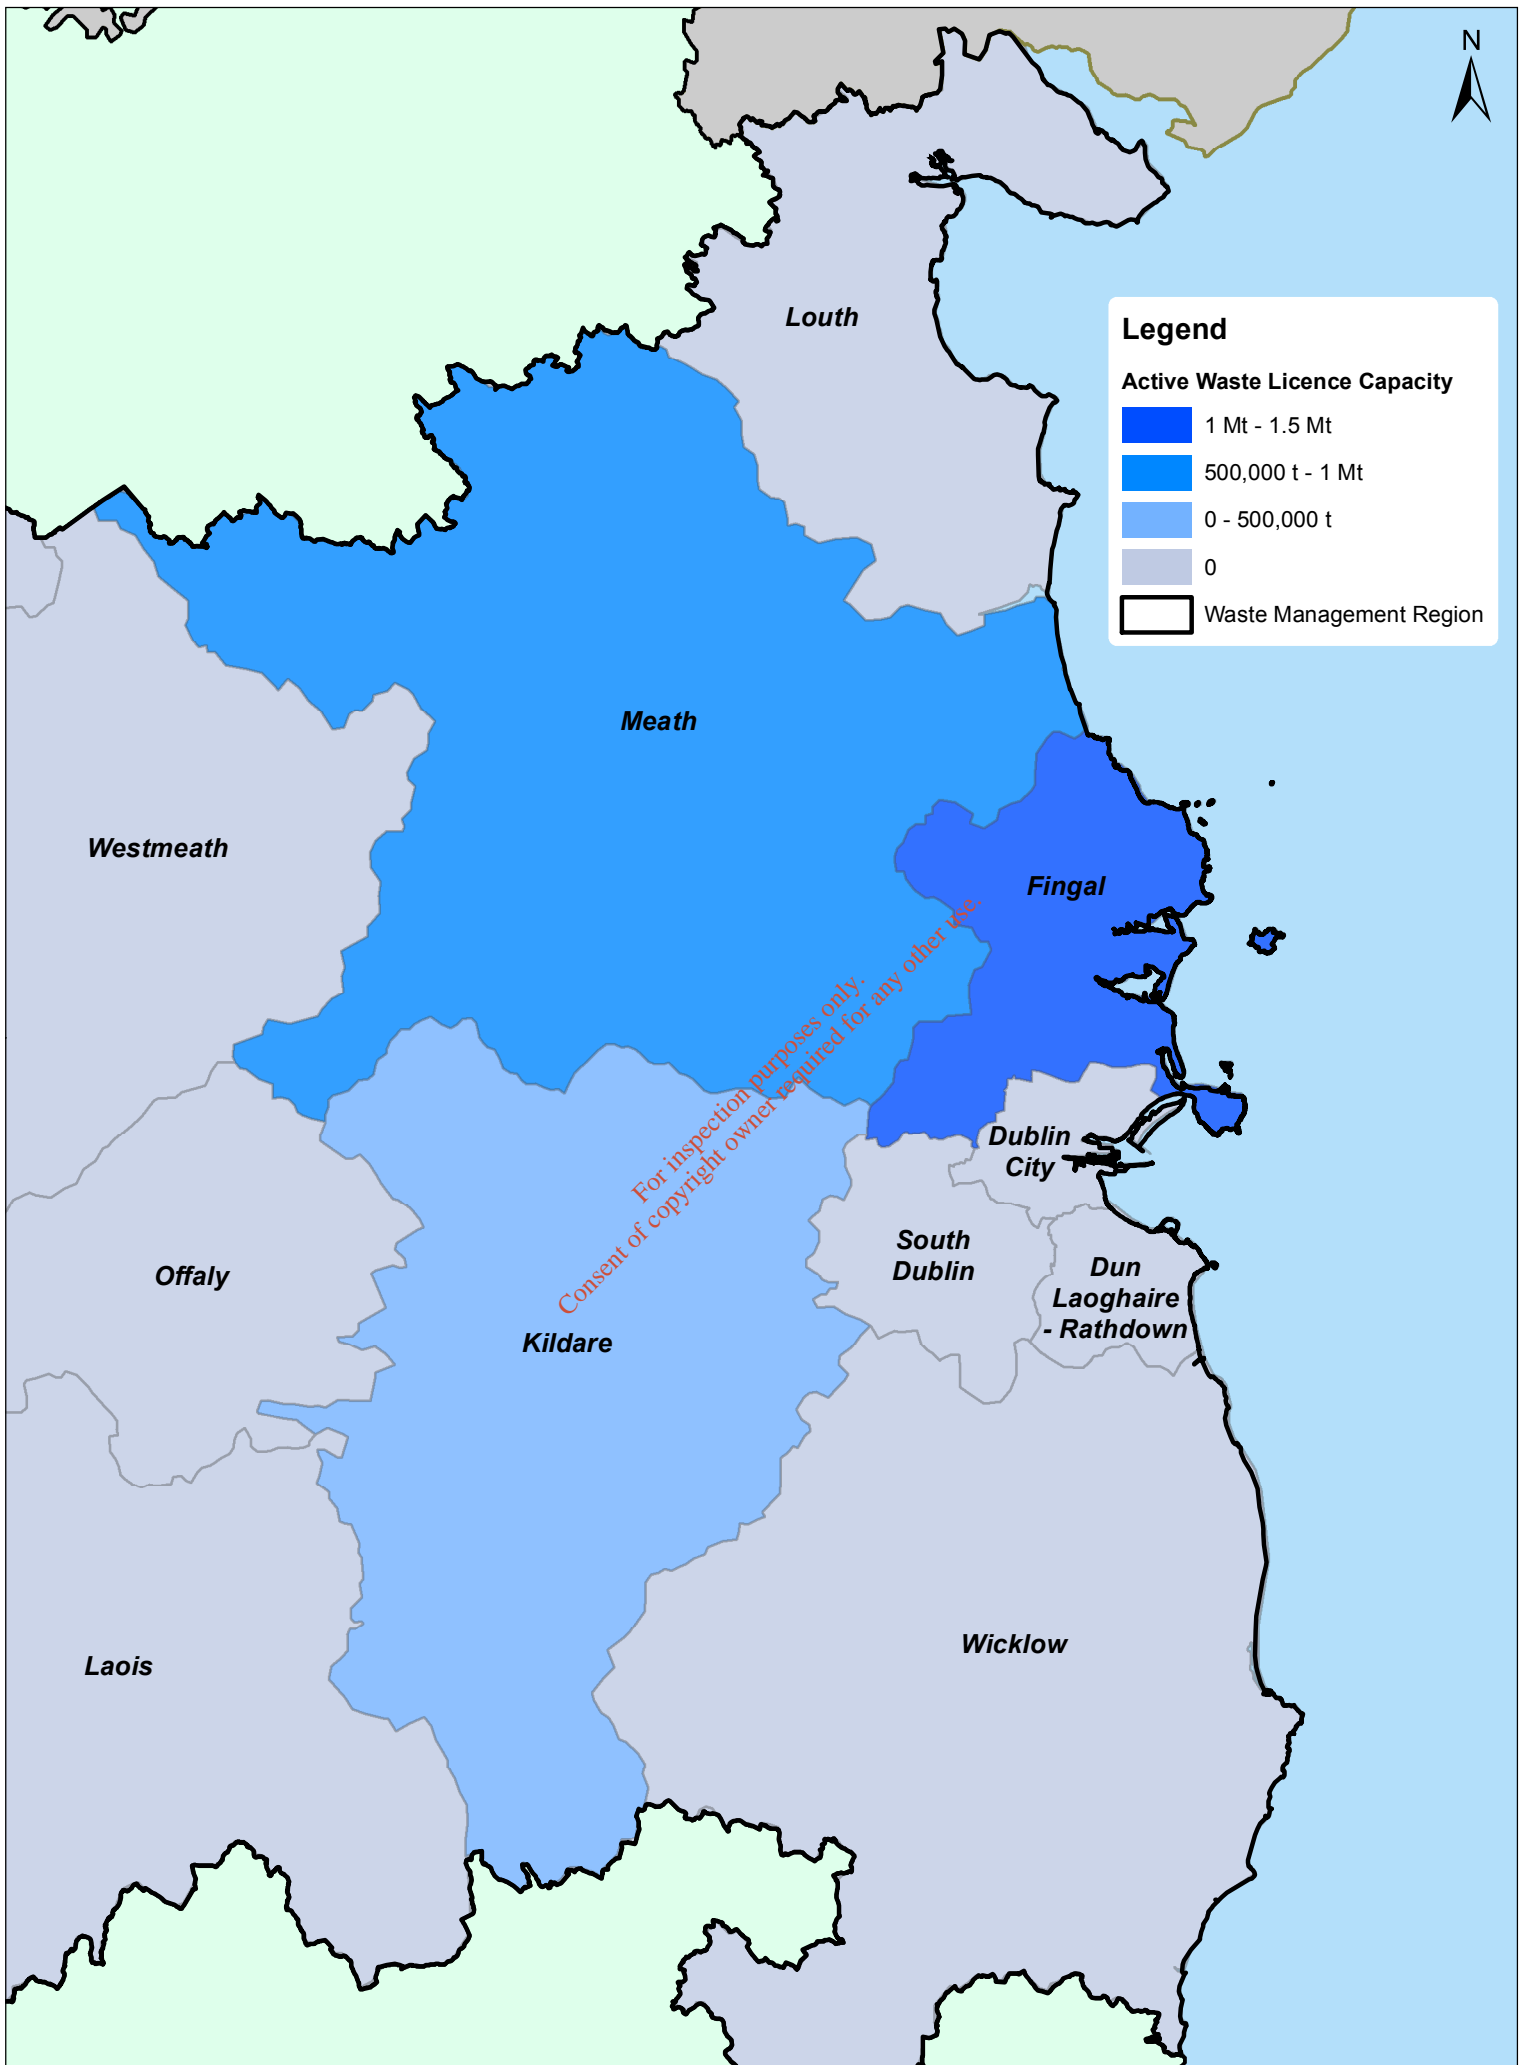 N
Louth
Legend
Active Waste Licence Capacity
1 Mt - 1.5 Mt
500,000 t - 1 Mt
0 - 500,000 t
0
Waste Management Region
Meath
Westmeath
Fingal
For inspection purposes only.
Consent of copyright owner required for any other use.
Dublin
City
South
Dublin
Dun
Laoghaire
- Rathdown
Offaly
Kildare
Wicklow
Laois